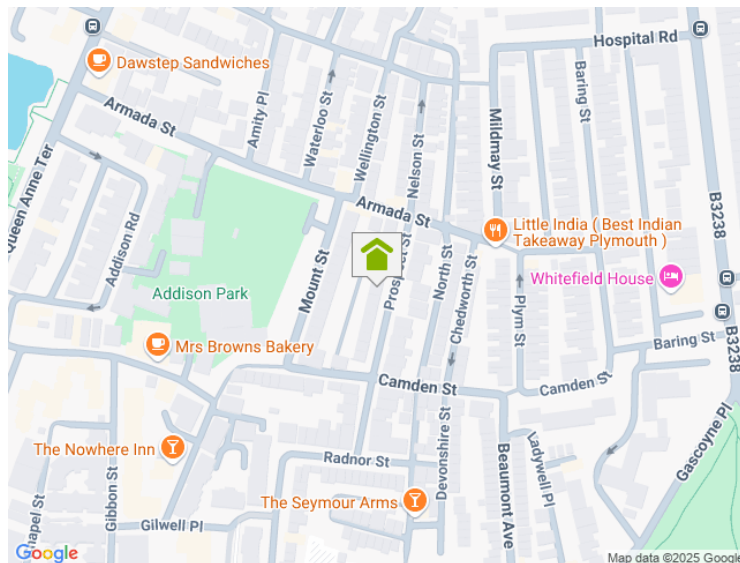 Hospital Rd
Dawstep Sandwiches
Baring St
Armada St
Amity Pl
Waterloo St
Wellington St
Nelson St
Mildmay St
B3238
Queen Anne Ter
Addison Rd
Armada St
Little India ( Best Indian
Takeaway Plymouth )
Whitefield House
Mount St
North St
Chedworth St
Plym St
Addison Park
Mrs Browns Bakery
Baring St
B3238
Camden St
Camden St
Gascoyne Pl
The Nowhere Inn
Radnor St
Devonshire St
Beaumont Ave
Ladywell Pl
The Seymour Arms
Gibbon St
Gilwell Pl
Google
Map data ©2025 Google